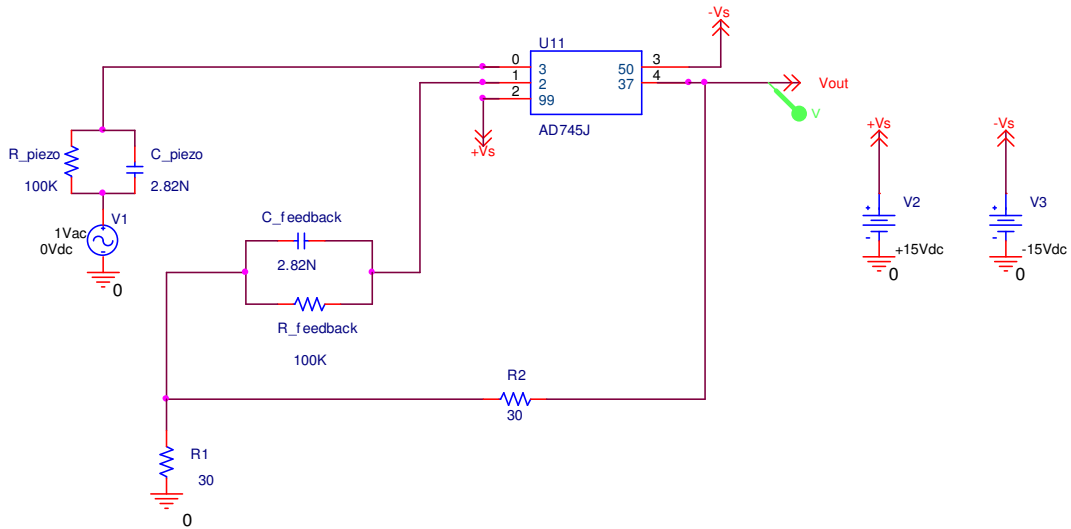 -Vs
U11
0
3
50
3
1
2
37
4
Vout
2
99
V
AD745J
+Vs
+Vs
-Vs
R_piezo
C_piezo
100K
2.82N
V1
1Vac
0Vdc
0
C_feedback
2.82N
R_feedback
100K
V2
+15Vdc
0
V3
-15Vdc
0
R2
30
R1
30
0